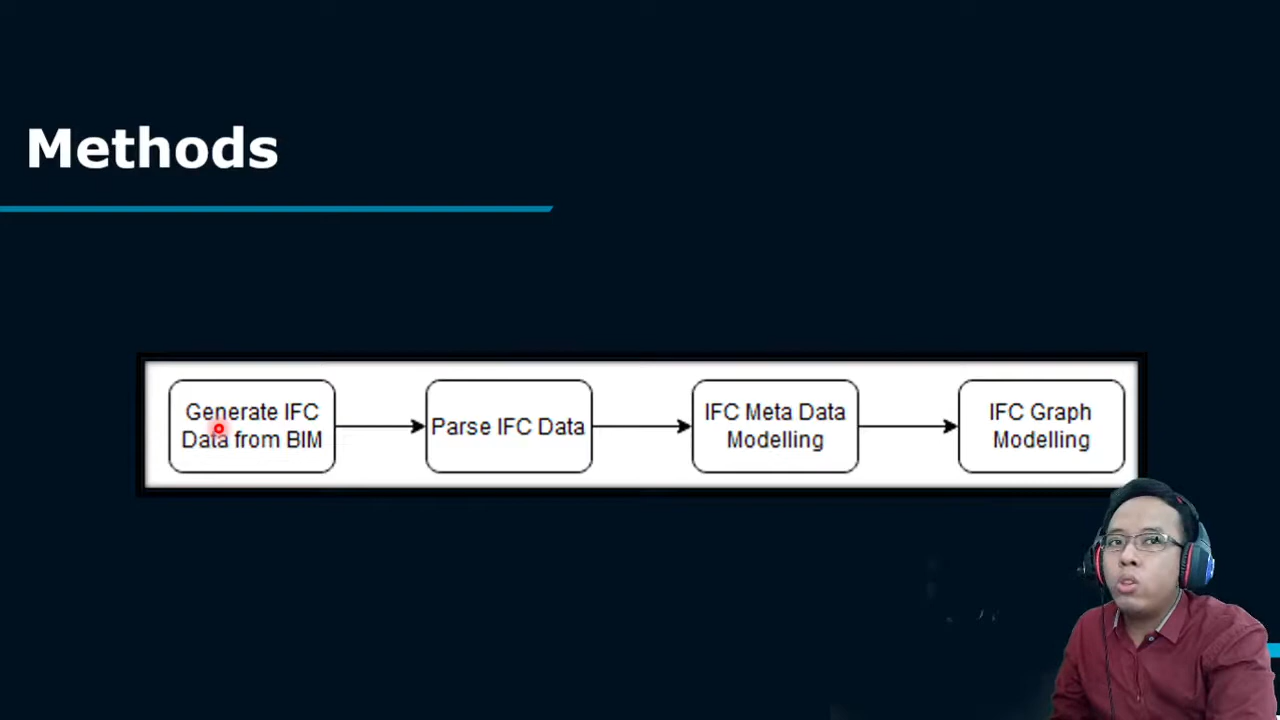 Methods
Generate IFC
Data from BIM
Parse IFC Data
IFC Meta Data
Modelling
IFC Graph
Modelling